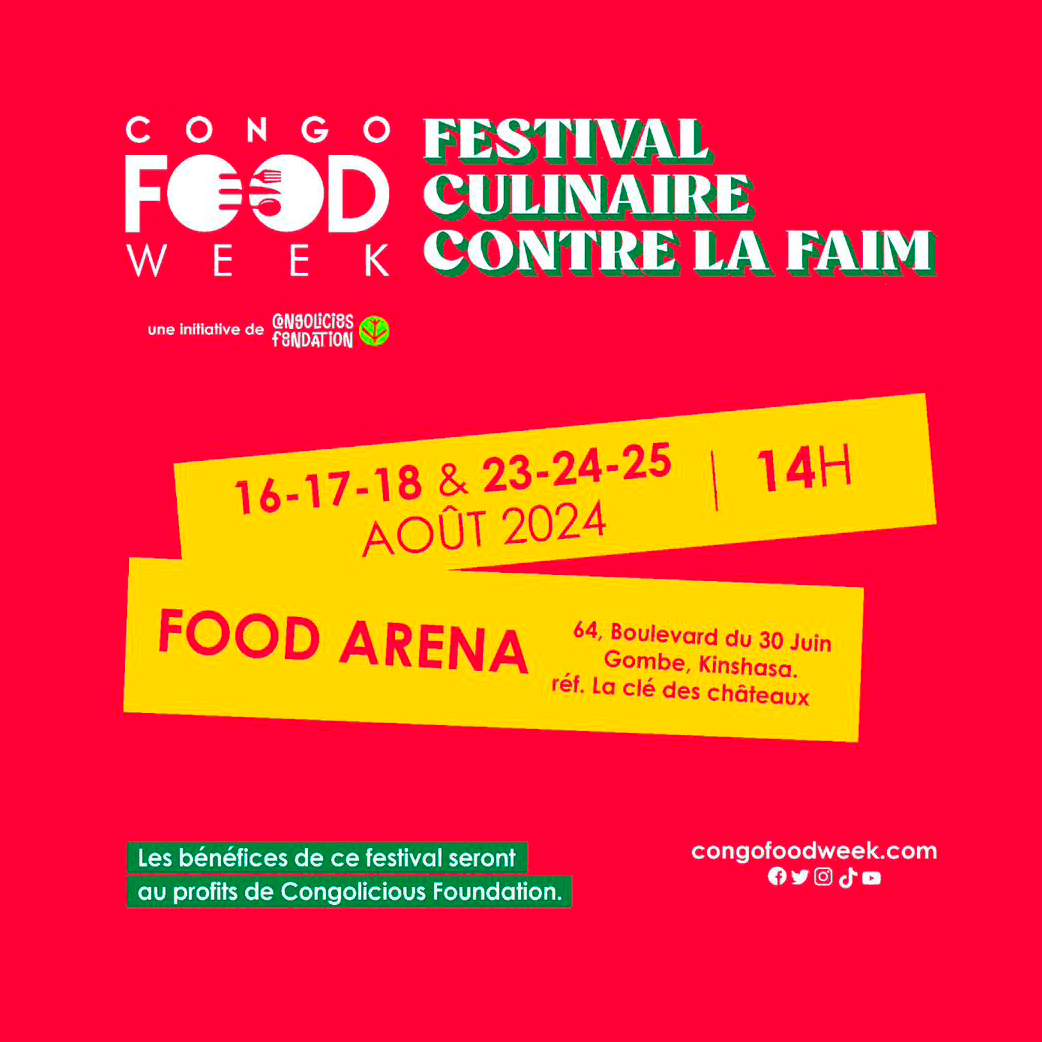 CONGO
FOOD
WEEK
FESTIVAL
CULINAIRE
CONTRE LA FAIM
une initiative de
CONGOLICIOS
FONDATION
16-17-18 & 23-24-25
AOÛT 2024
14H
FOOD ARENA
64, Boulevard du 30 Juin
Gombe, Kinshasa.
réf. La clé des châteaux
Les bénéfices de ce festival seront
au profits de Congolicious Foundation.
congofoodweek.com